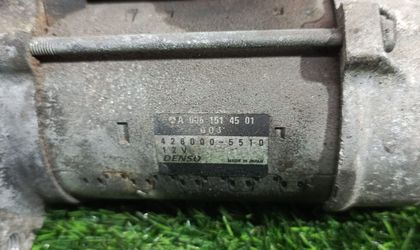 A 006 151 45 01
003
426000-5510
12V
DENSO MADE IN JAPAN